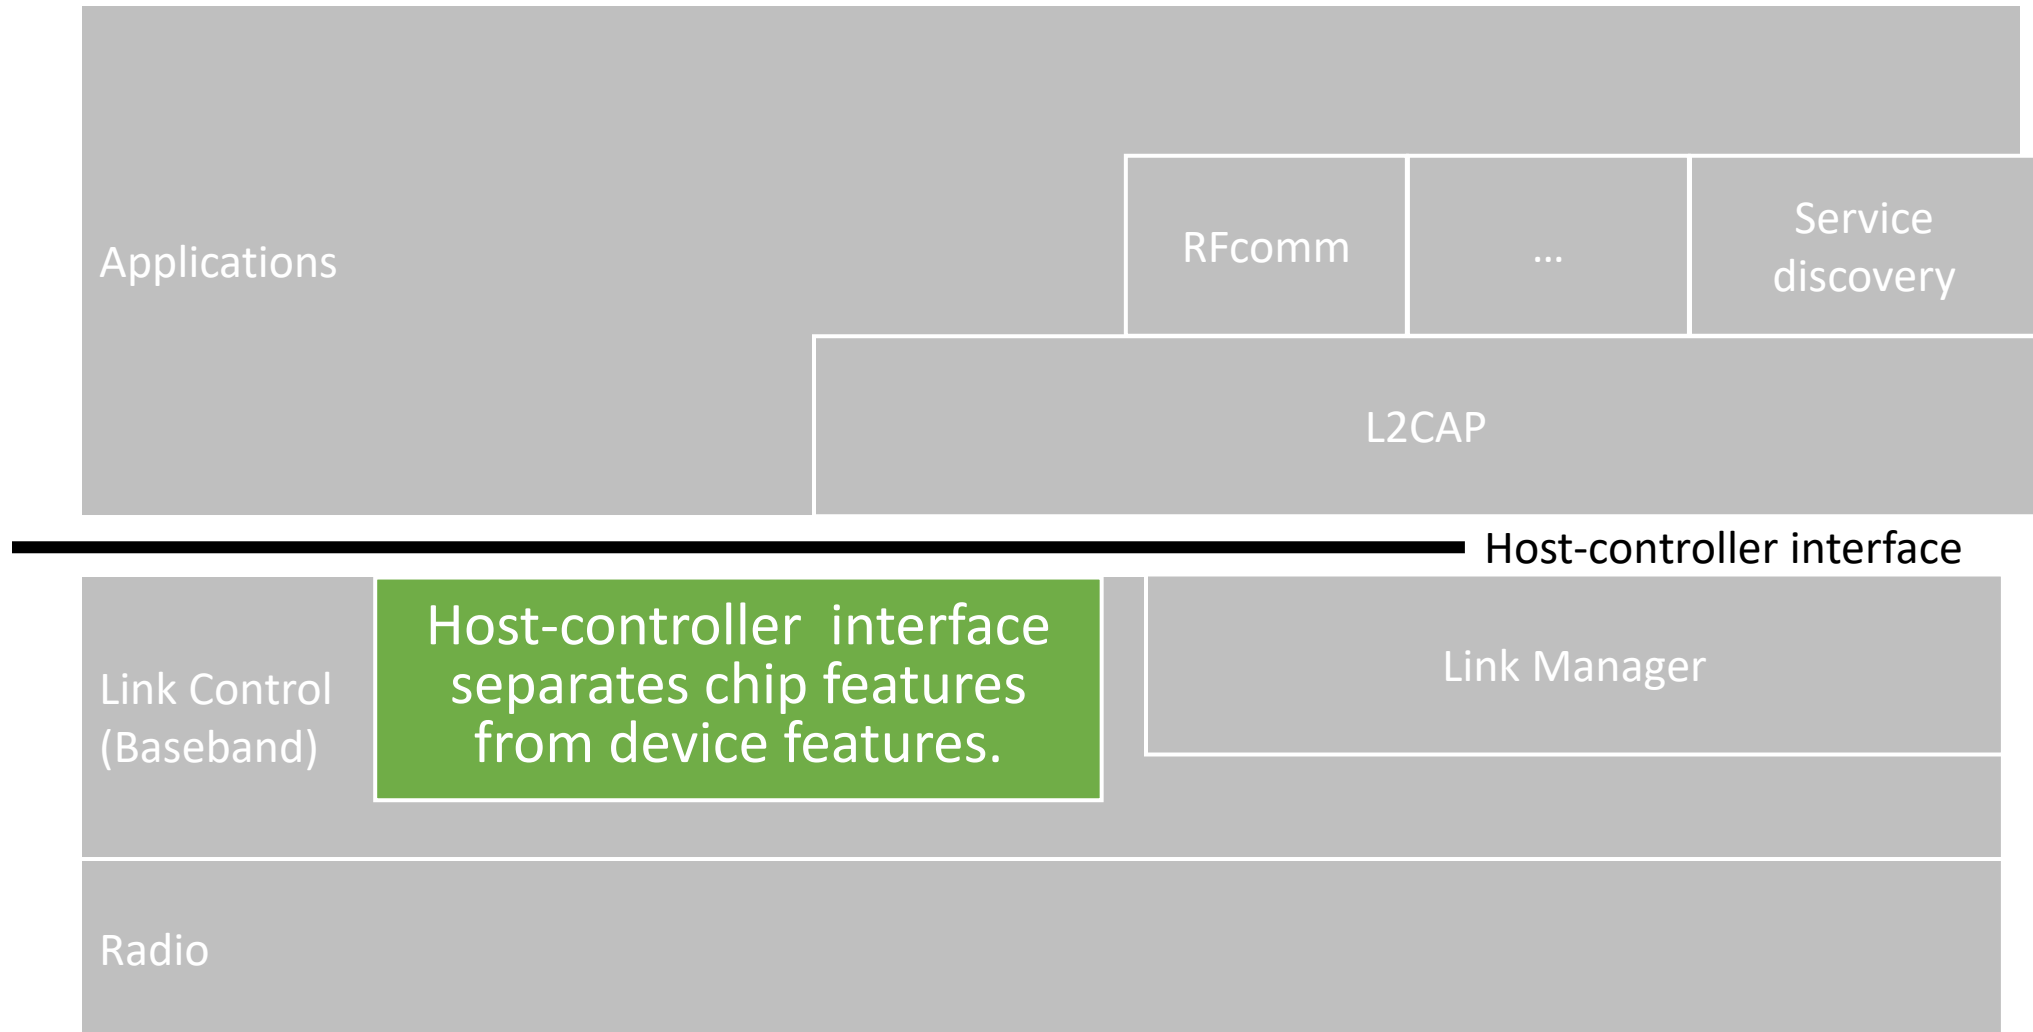 Applications
RFcomm
...
Service
discovery
L2CAP
Host-controller interface
Link Control
(Baseband)
Host-controller  interface
separates chip features
from device features.
Link Manager
Radio